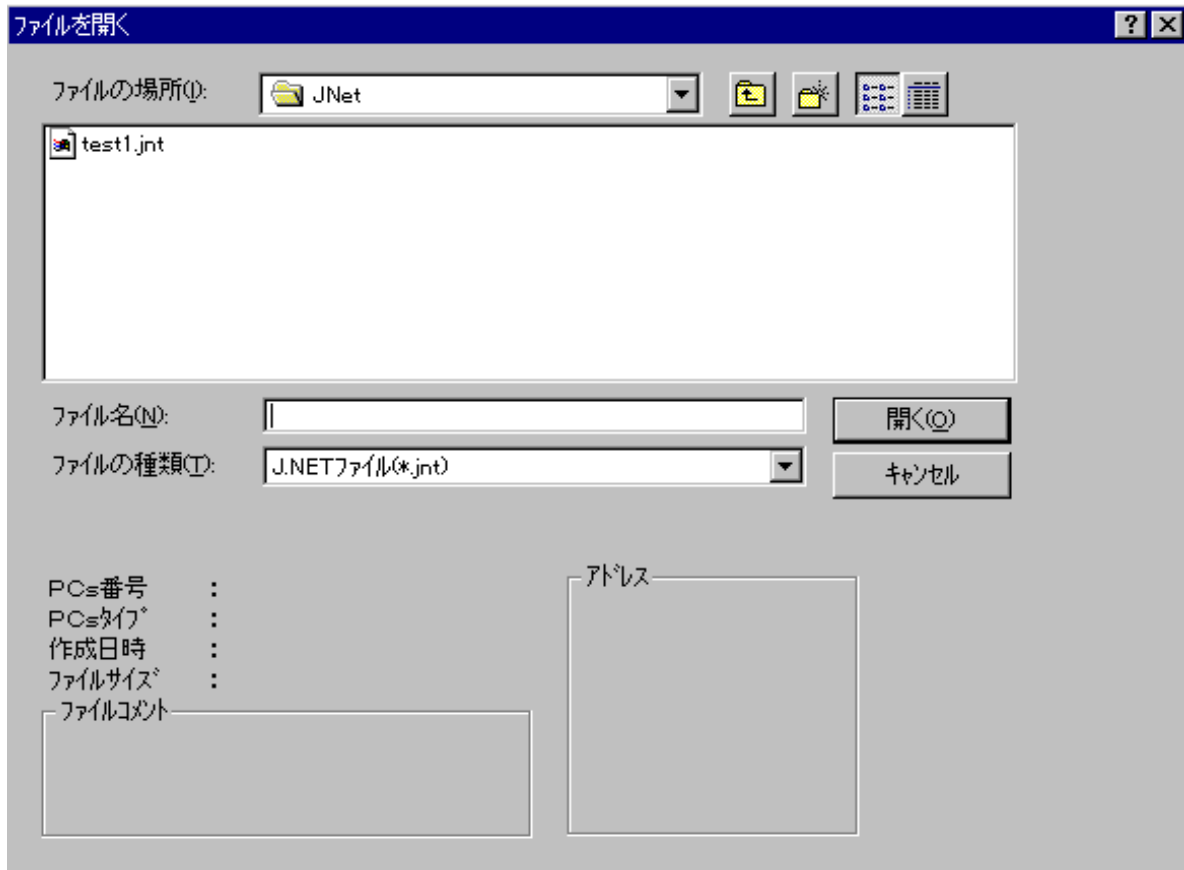 ファイルを開く
ファイルの場所(I): JNet
test1.jnt
ファイル名(N): 開く(O)
ファイルの種類(T): J.NETファイル(*.jnt) キャンセル
PCs番号 :
PCsタイプ :
作成日時 :
ファイルサイズ :
ファイルコメント
アドレス